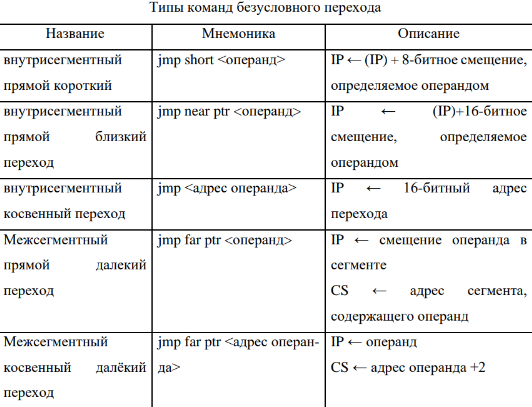 Типы команд безусловного перехода
Название Мнемоника Описание
внутрисегментный
прямой короткий
jmp short <операнд>
IP ← (IP) + 8-битное смещение,
определяемое операндом
внутрисегментный
прямой близкий
переход
jmp near ptr <операнд>
IP ← (IP)+16-битное
смещение, определяемое
операндом
внутрисегментный
косвенный переход
jmp <адрес операнда>
IP ← 16-битный адрес
перехода
Межсегментный
прямой далекий
переход
jmp far ptr <операнд>
IP ← смещение операнда в
сегменте
CS ← адрес сегмента,
содержащего операнд
Межсегментный
косвенный далёкий
переход
jmp far ptr <адрес операн-
да>
IP ← операнд
CS ← адрес операнда +2